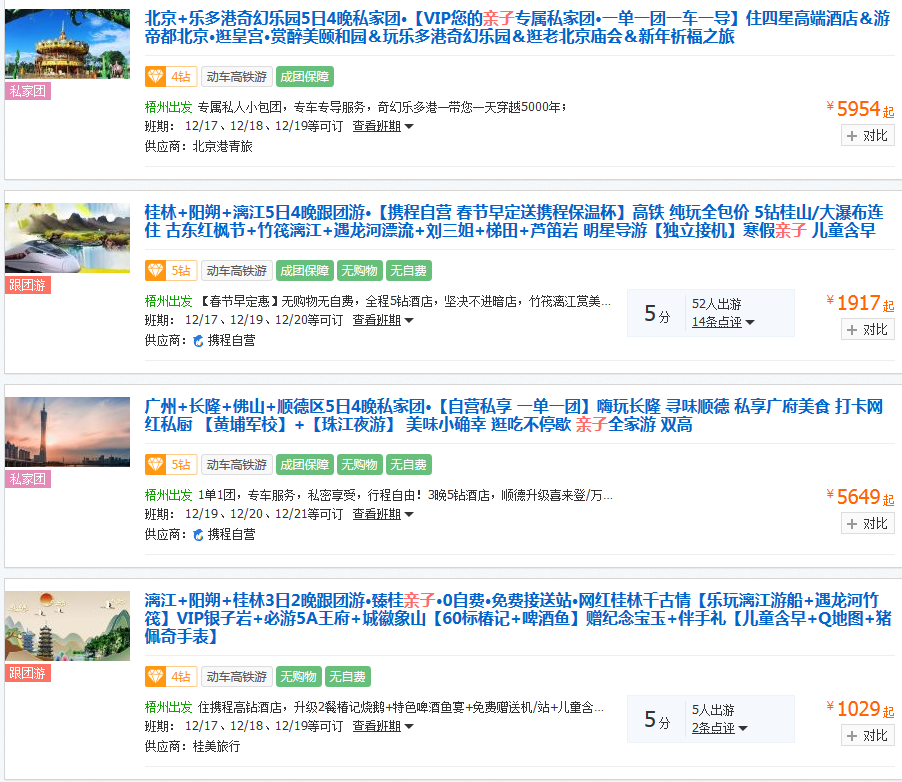 北京+乐多港奇幻乐园5日4晚私家团•【VIP您的亲子专属私家团•一单一团一车一导】住四星高端酒店&游
帝都北京•逛皇宫•赏醉美颐和园&玩乐多港奇幻乐园&逛老北京庙会&新年祈福之旅
4钻 动车高铁游 成团保障
私家团
梧州出发 专属私人小包团，专车专导服务，奇幻乐多港一带您一天穿越5000年；
¥5954起
班期： 12/17、12/18、12/19等可订 查看班期
对比
供应商：北京港青旅
桂林+阳朔+漓江5日4晚跟团游•【携程自营 春节早定送携程保温杯】高铁 纯玩全包价 5钻桂山/大瀑布连
住 古东红枫节+竹筏漓江+遇龙河漂流+刘三姐+梯田+芦笛岩 明星导游【独立接机】寒假亲子 儿童含早
5钻 动车高铁游 成团保障 无购物 无自费
跟团游
梧州出发 【春节早定惠】无购物无自费，全程5钻酒店，坚决不进暗店，竹筏漓江赏美...
5分 52人出游
14条点评
¥1917起
班期： 12/17、12/19、12/20等可订 查看班期
对比
供应商： 携程自营
广州+长隆+佛山+顺德区5日4晚私家团•【自营私享 一单一团】嗨玩长隆 寻味顺德 私享广府美食 打卡网
红私厨 【黄埔军校】+【珠江夜游】 美味小确幸 逛吃不停歇 亲子全家游 双高
5钻 动车高铁游 成团保障 无购物 无自费
私家团
梧州出发 1单1团，专车服务，私密享受，行程自由！3晚5钻酒店，顺德升级喜来登/万...
¥5649起
班期： 12/19、12/20、12/21等可订 查看班期
对比
供应商： 携程自营
漓江+阳朔+桂林3日2晚跟团游•臻桂亲子•0自费•免费接送站•网红桂林千古情【乐玩漓江游船+遇龙河竹
筏】VIP银子岩+必游5A王府+城徽象山【60标椿记+啤酒鱼】赠纪念宝玉+伴手礼【儿童含早+Q地图+猪
佩奇手表】
4钻 动车高铁游 无购物 无自费
跟团游
梧州出发 住携程高钻酒店，升级2餐椿记烧鹅+特色啤酒鱼宴+免费赠送机/站+儿童含...
5分 5人出游
2条点评
¥1029起
班期： 12/17、12/18、12/19等可订 查看班期
对比
供应商：桂美旅行